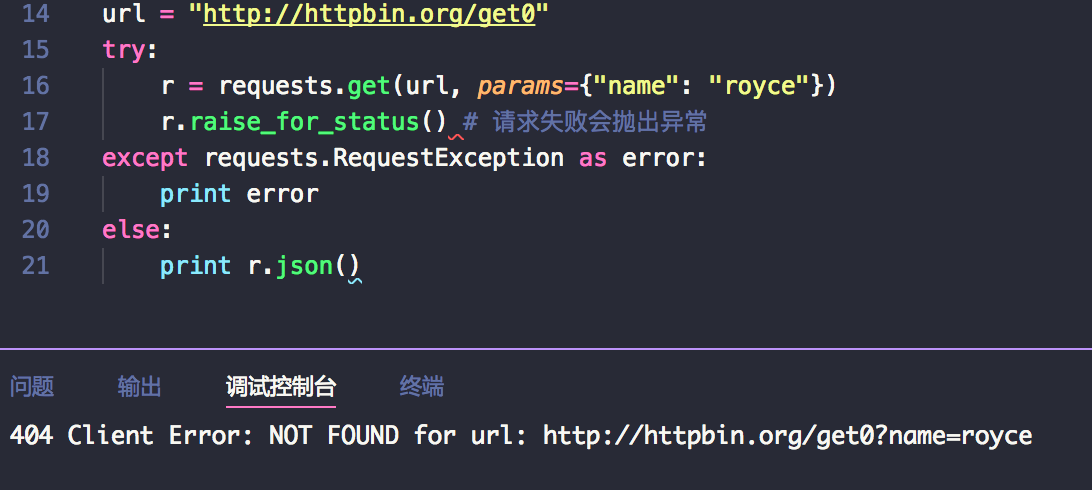 14 url = "http://httpbin.org/get0"
15 try:
16     r = requests.get(url, params={"name": "royce"})
17     r.raise_for_status() # 请求失败会抛出异常
18 except requests.RequestException as error:
19     print error
20 else:
21     print r.json()
问题 输出 调试控制台 终端
404 Client Error: NOT FOUND for url: http://httpbin.org/get0?name=royce